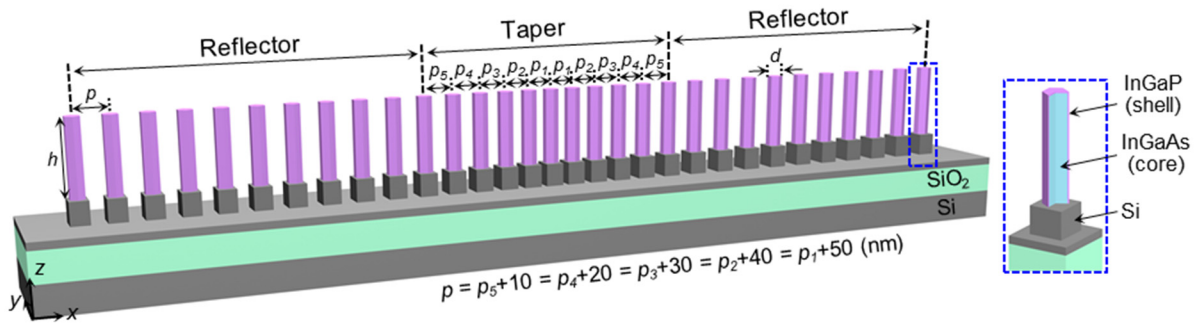 Reflector
Taper
Reflector
p
p5 p4 p3 p2 p1 p1 p2 p3 p4 p5
d
h
InGaP
(shell)
InGaAs
(core)
Si
SiO2
Si
z
y
x
p = p5+10 = p4+20 = p3+30 = p2+40 = p1+50 (nm)